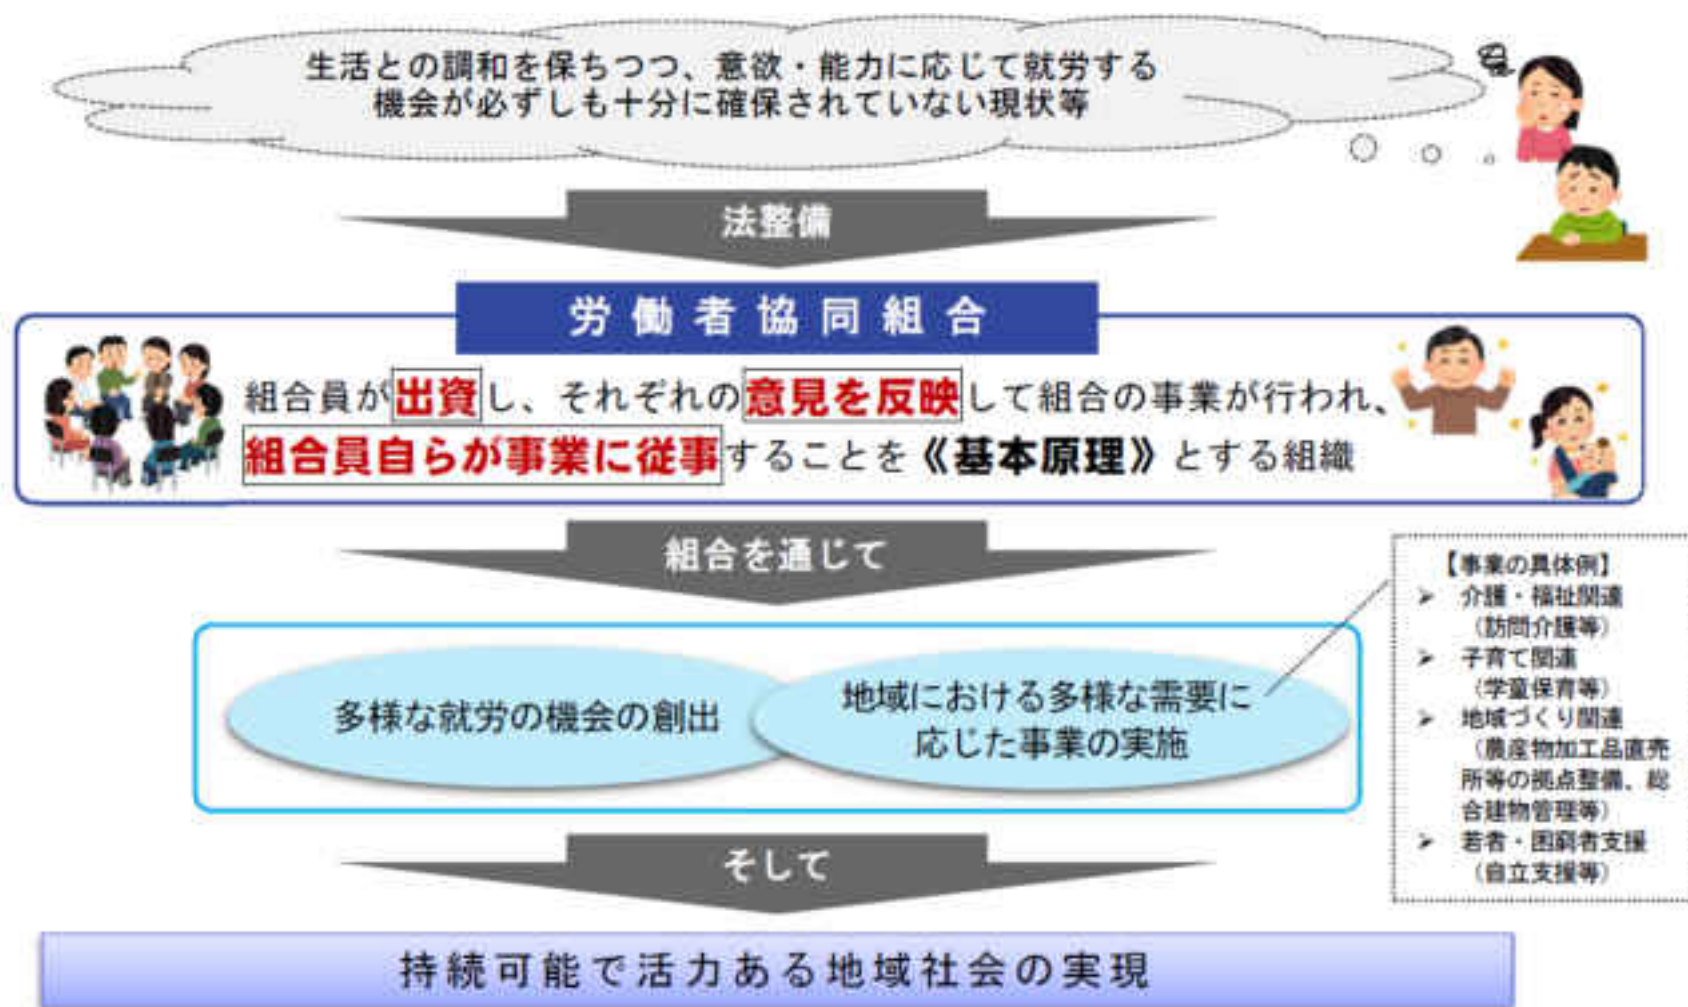 生活との調和を保ちつつ、意欲・能力に応じて就労する
機会が必ずしも十分に確保されていない現状等
法整備
労働者協同組合
組合員が出資し、それぞれの意見を反映して組合の事業が行われ、
組合員自らが事業に従事することを《基本原理》とする組織
組合を通じて
多様な就労の機会の創出
地域における多様な需要に
応じた事業の実施
【事業の具体例】
➢ 介護・福祉関連
（訪問介護等）
➢ 子育て関連
（学童保育等）
➢ 地域づくり関連
（農産物加工品直売
所等の拠点整備、総
合建物管理等）
➢ 若者・困窮者支援
（自立支援等）
そして
持続可能で活力ある地域社会の実現